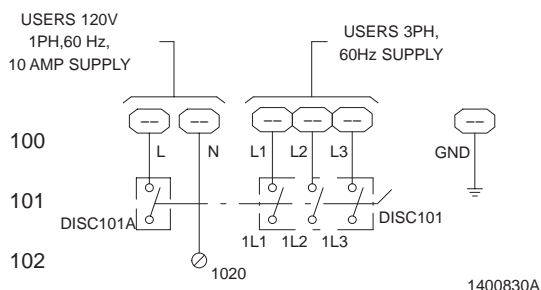 USERS 120V
1PH,60 Hz,
10 AMP SUPPLY
USERS 3PH,
60Hz SUPPLY
-- -- -- -- -- --
100 L N L1 L2 L3 GND
101 DISC101A DISC101
1L1 1L2 1L3
102 1020
1400830A